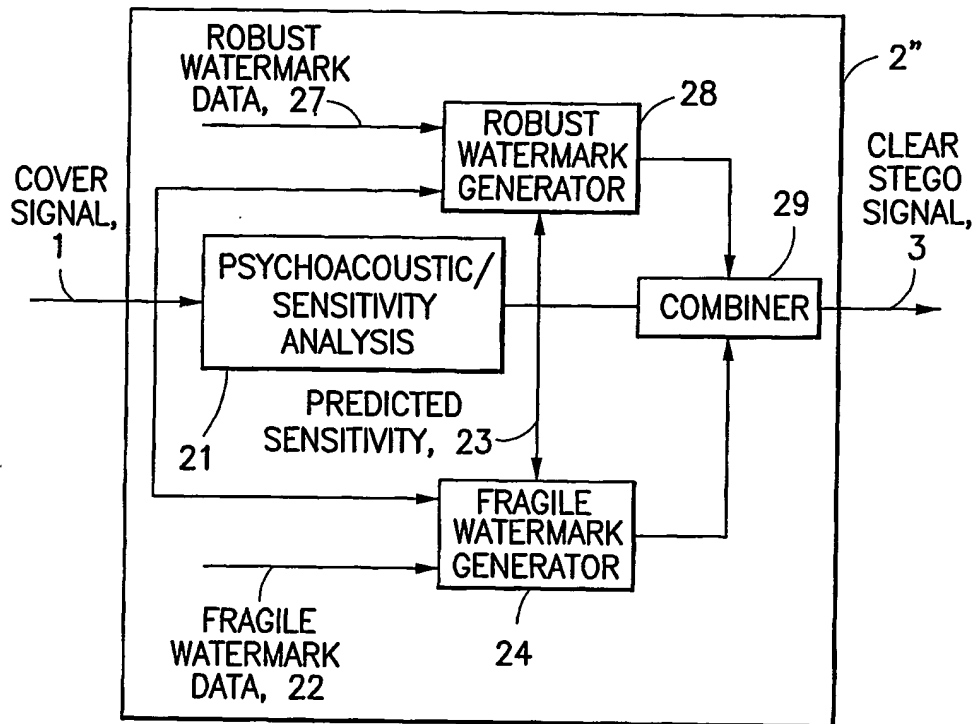 ROBUST
WATERMARK
DATA, 27
2”
28
ROBUST
WATERMARK
GENERATOR
COVER
SIGNAL,
1
CLEAR
STEGO
SIGNAL,
3
29
PSYCHOACOUSTIC/
SENSITIVITY
ANALYSIS
COMBINER
21
PREDICTED
SENSITIVITY, 23
FRAGILE
WATERMARK
GENERATOR
24
FRAGILE
WATERMARK
DATA, 22